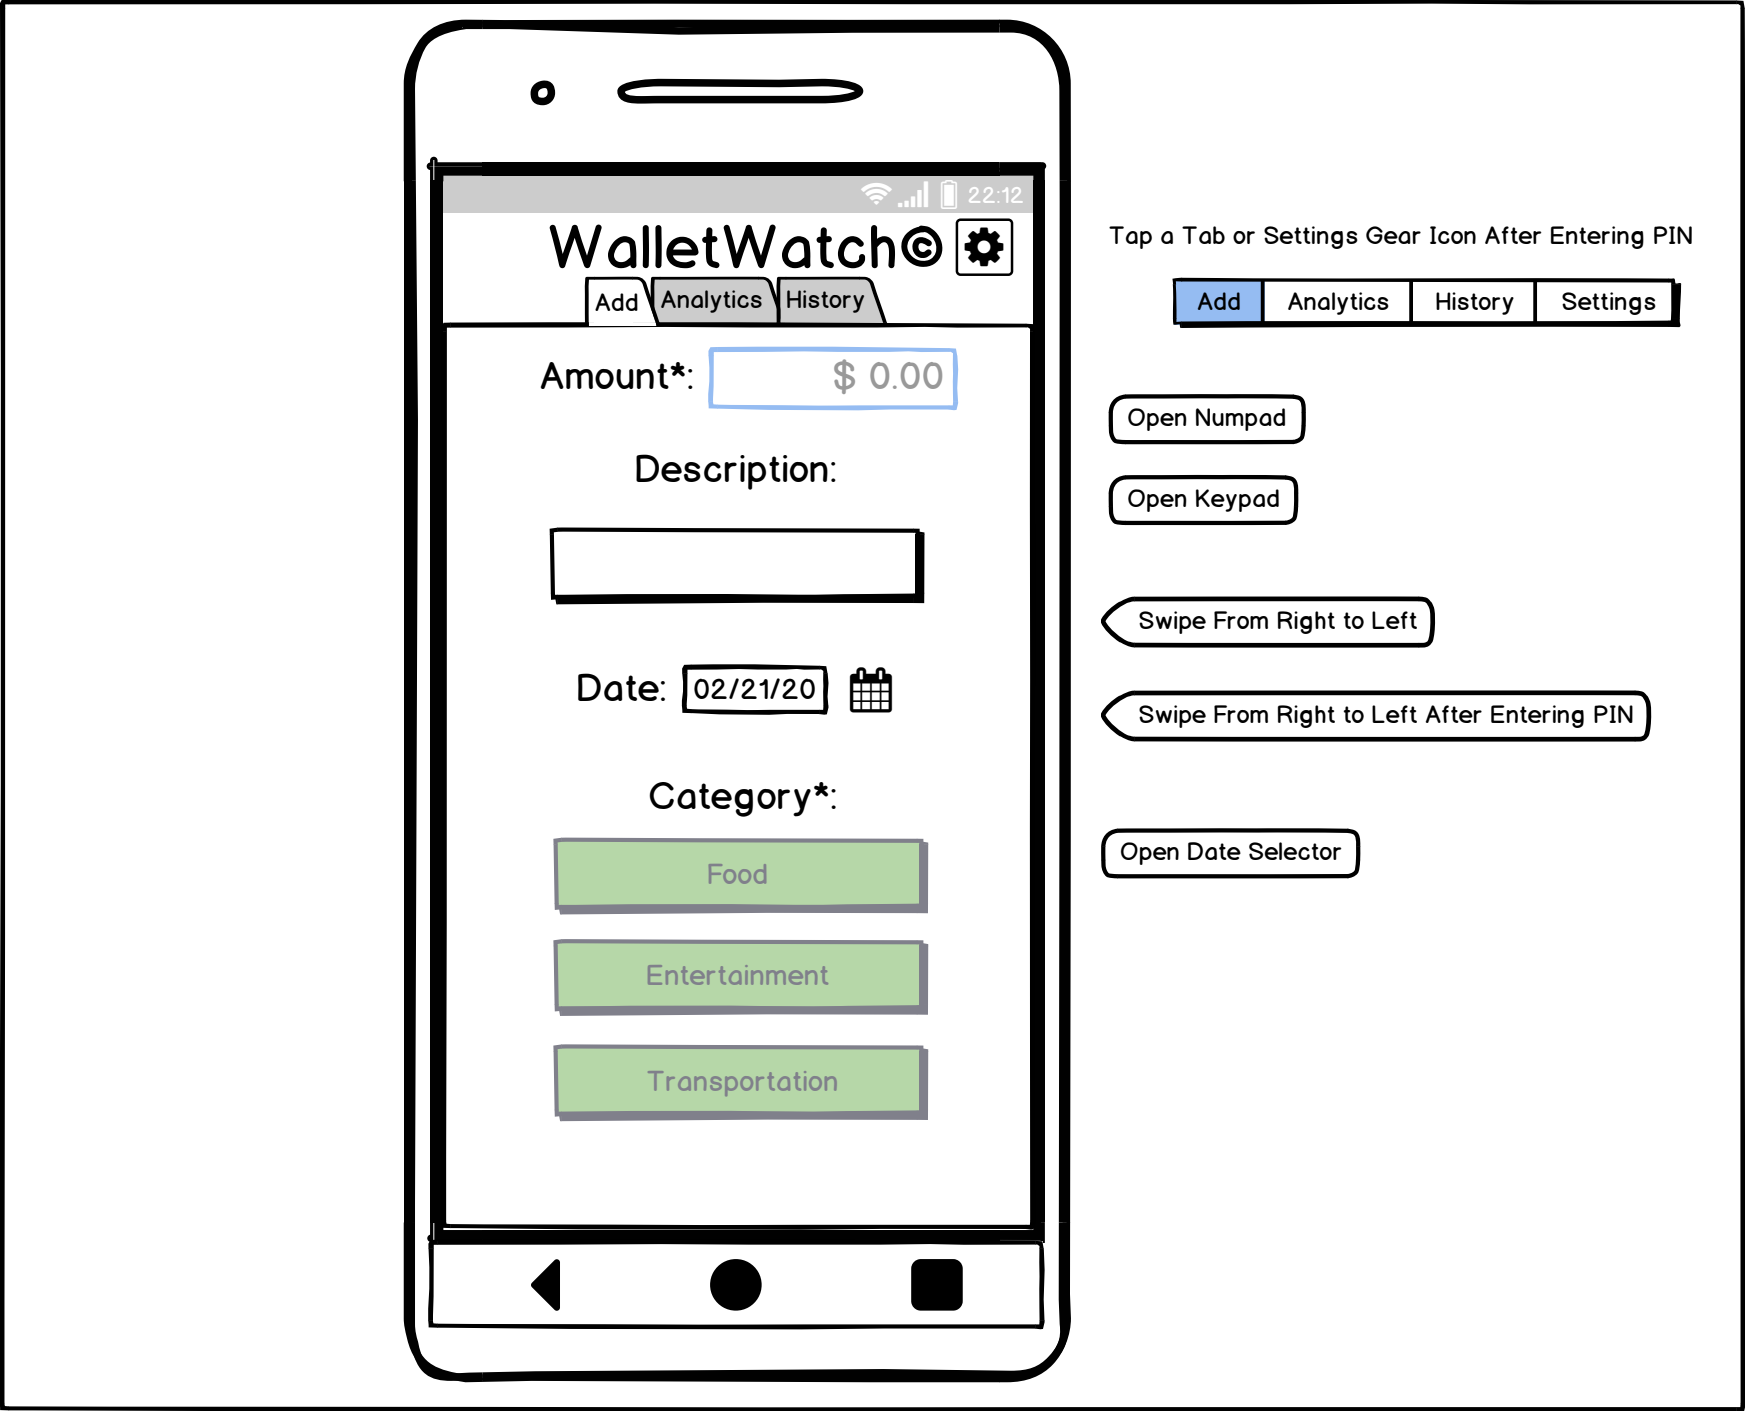 22:12
WalletWatch©
Add Analytics History
Amount*: $ 0.00
Description:
Date: 02/21/20
Category*:
Food
Entertainment
Transportation
Tap a Tab or Settings Gear Icon After Entering PIN
Add Analytics History Settings
Open Numpad
Open Keypad
Swipe From Right to Left
Swipe From Right to Left After Entering PIN
Open Date Selector